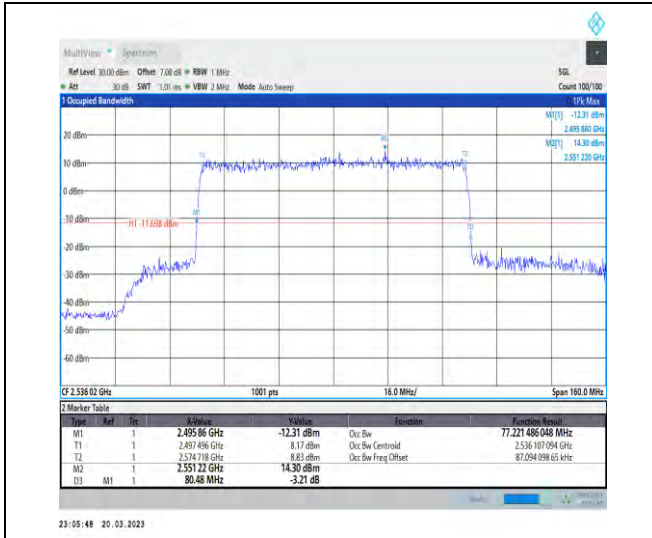 MultiView Spectrum
Ref Level 30.00 dBm Offset 7.08 dB RBW 1 MHz SGL
Att 30 dB SWT 1.01 ms VBW 2 MHz Mode Auto Sweep Count 100/100
1 Occupied Bandwidth 1Pk Max
M1[1] -12.31 dBm
2.495 860 GHz
M2[1] 14.30 dBm
2.551 220 GHz
20 dBm
10 dBm
0 dBm
-10 dBm
H1 -11.698 dBm
-20 dBm
-30 dBm
-40 dBm
-50 dBm
-60 dBm
M1
T1
M2
T2
D3
CF 2.536 02 GHz 1001 pts 16.0 MHz/ Span 160.0 MHz
2 Marker Table
Type Ref Trc X-Value Y-Value Function Function Result
M1 1 2.495 86 GHz -12.31 dBm Occ Bw 77.221 486 048 MHz
T1 1 2.497 496 GHz 8.17 dBm Occ Bw Centroid 2.536 107 094 GHz
T2 1 2.574 718 GHz 8.83 dBm Occ Bw Freq Offset 87.094 098 65 kHz
M2 1 2.551 22 GHz 14.30 dBm
D3 M1 1 80.48 MHz -3.21 dB
23:05:48 20.03.2023